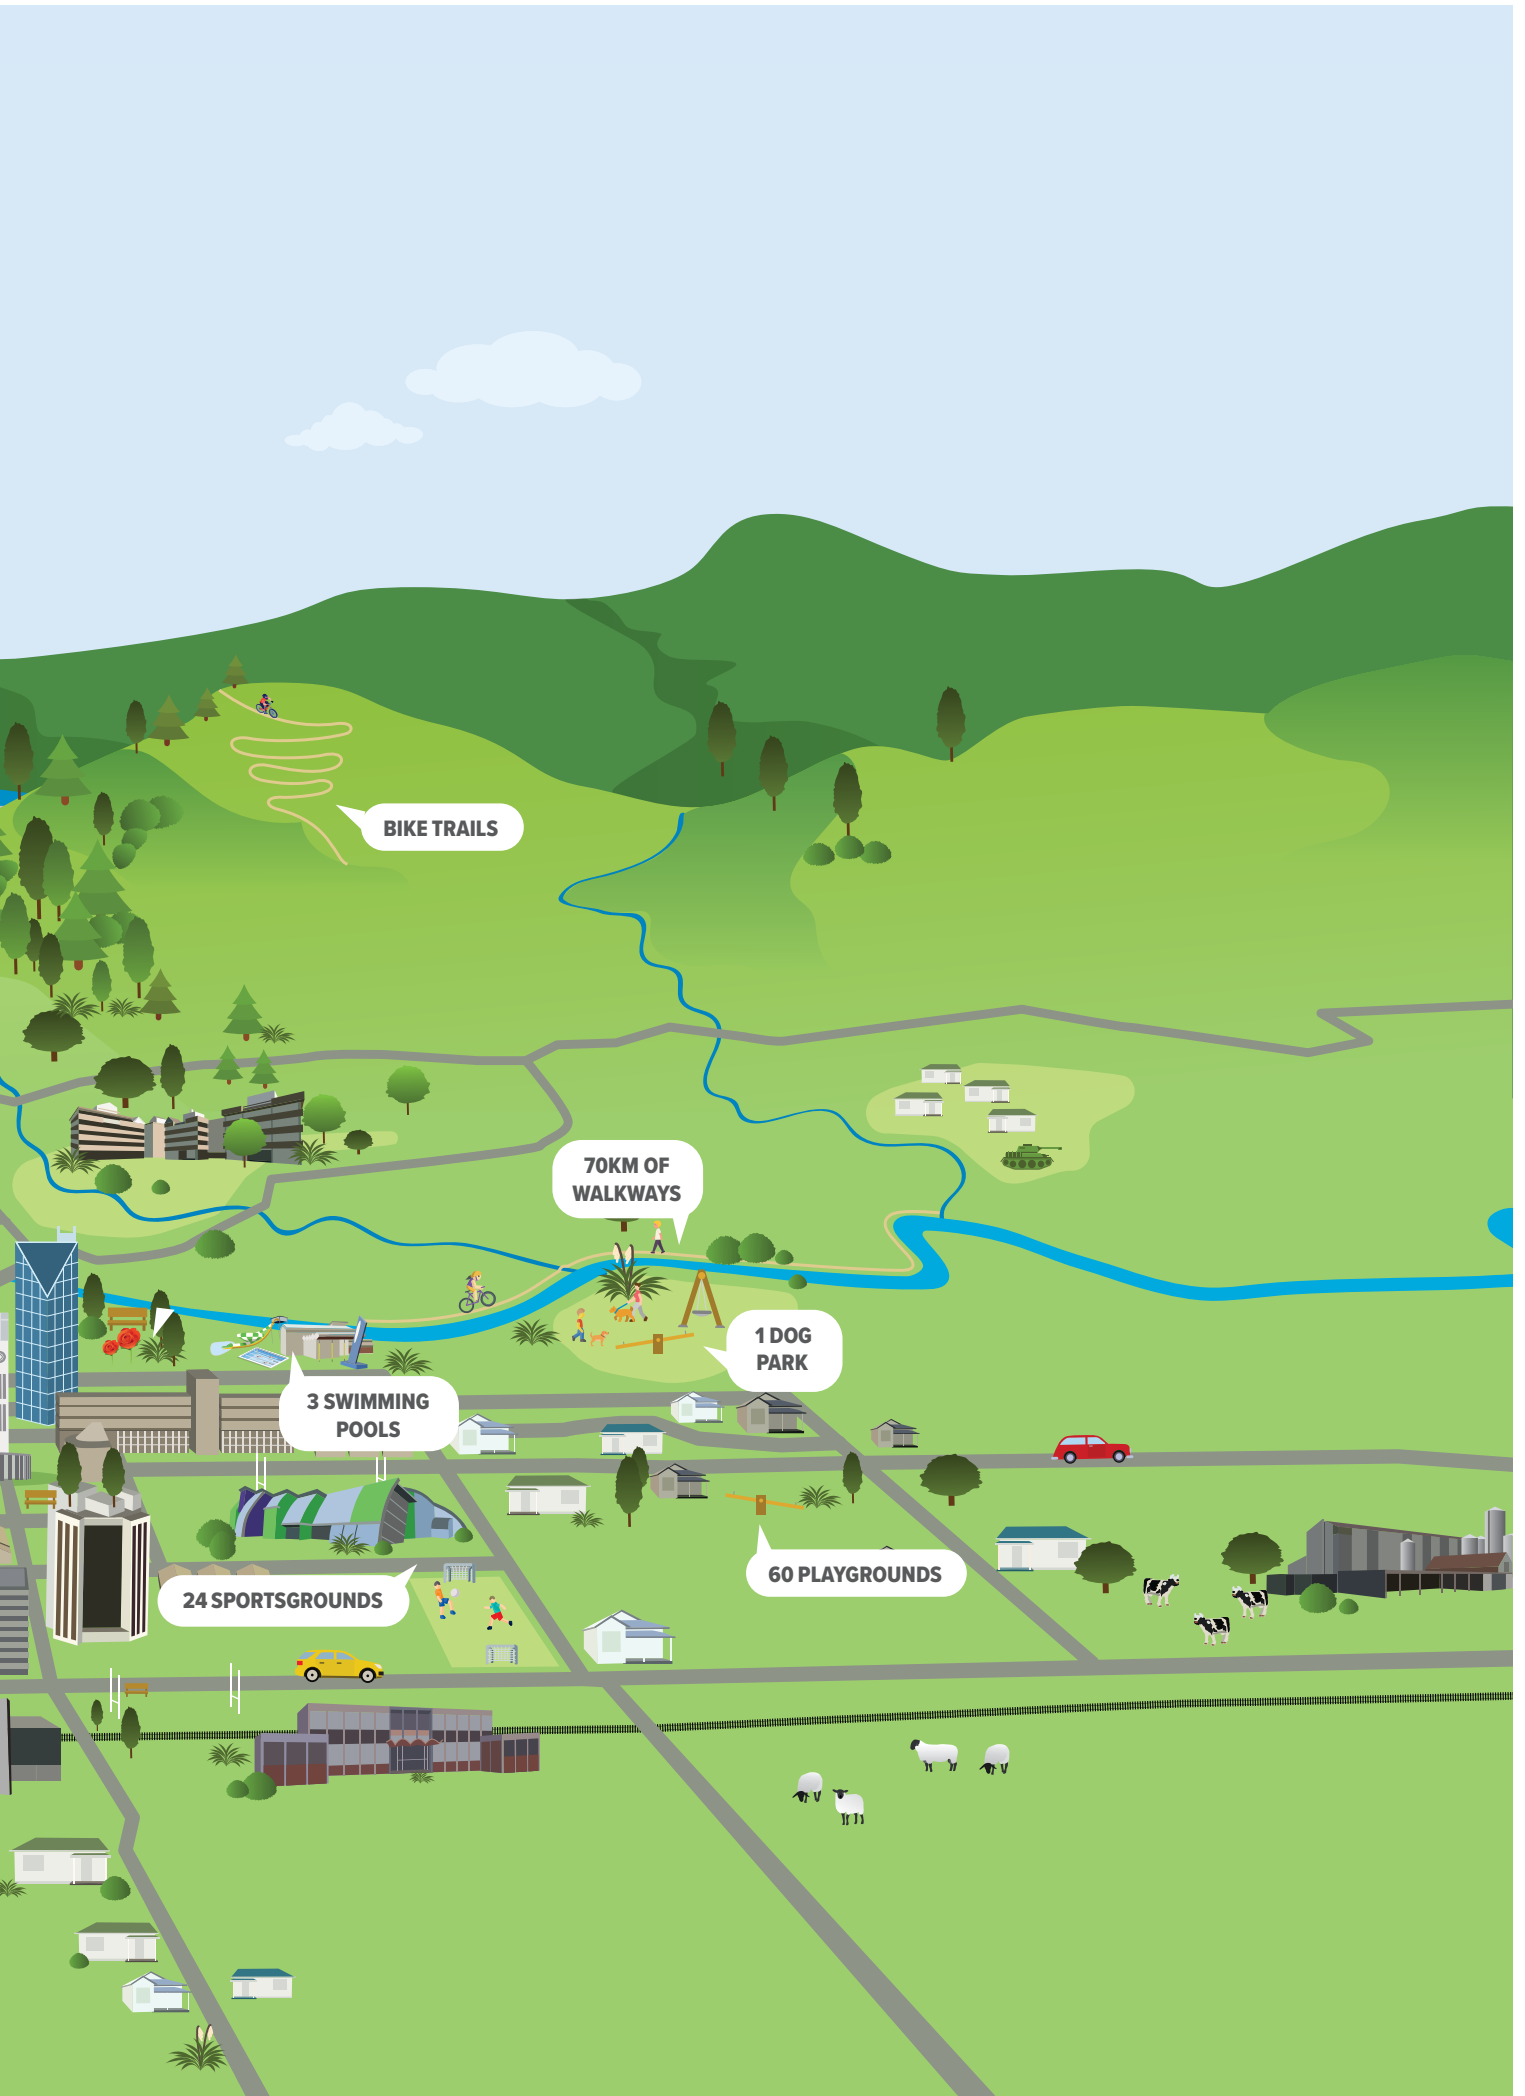 BIKE TRAILS
70KM OF
WALKWAYS
1 DOG
PARK
3 SWIMMING
POOLS
60 PLAYGROUNDS
24 SPORTSGROUNDS